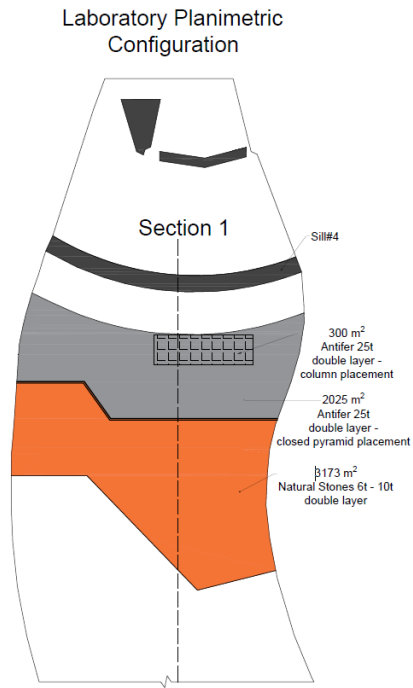 Laboratory Planimetric
Configuration
Section 1
Sill#4
300 m²
Antifer 25t
double layer -
column placement
2025 m²
Antifer 25t
double layer -
closed pyramid placement
3173 m²
Natural Stones 6t - 10t
double layer